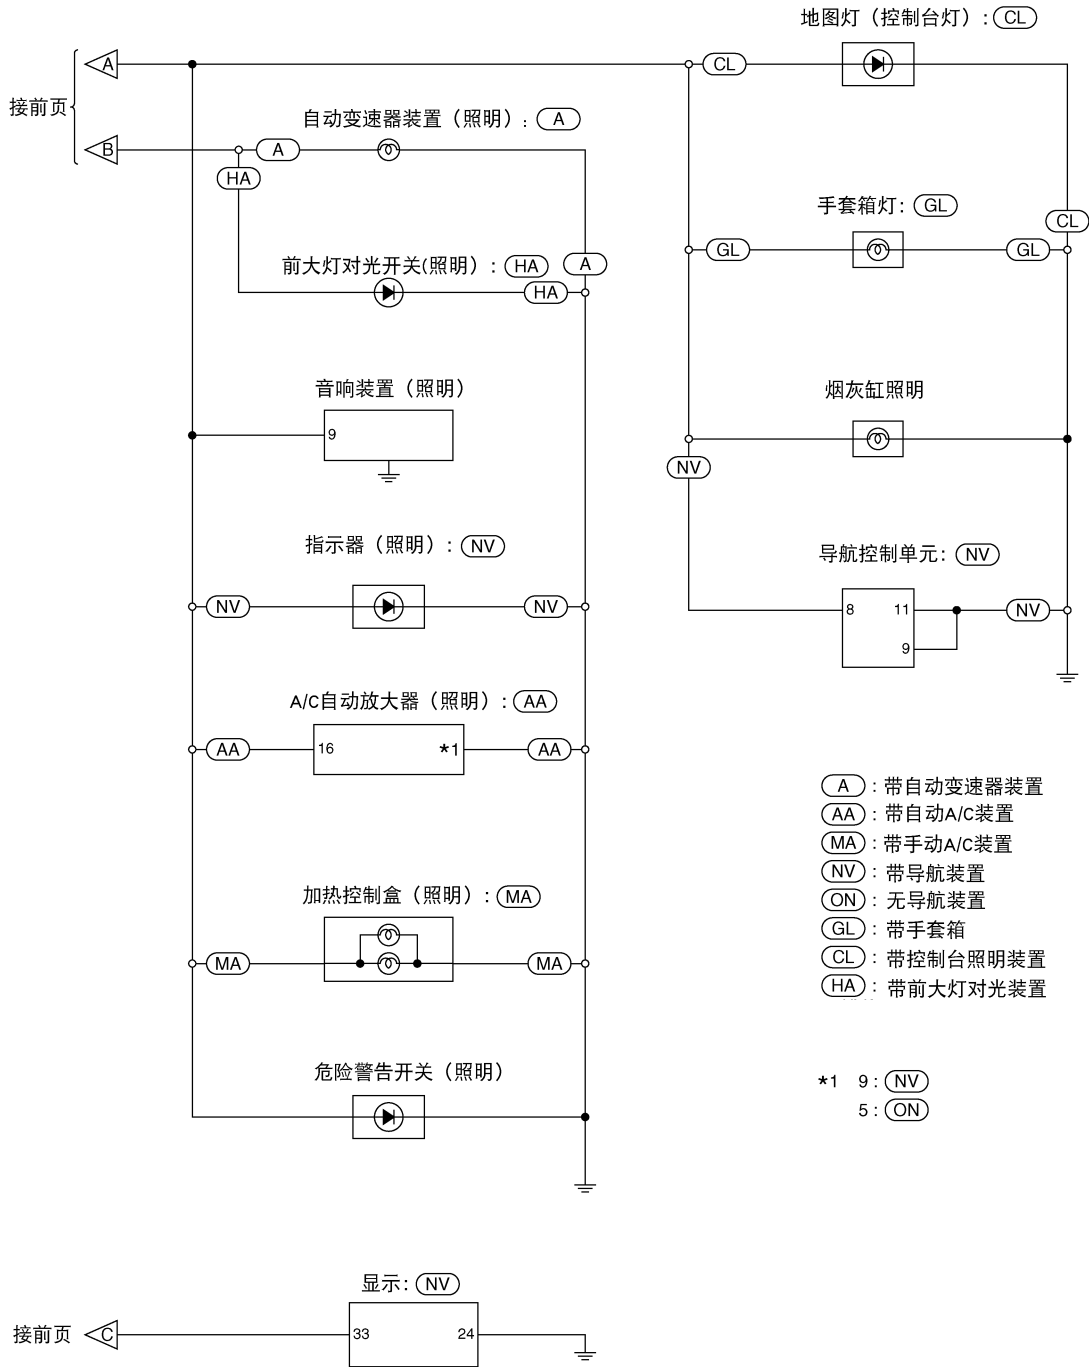 地图灯（控制台灯）: CL
A
CL
接前页
自动变速器装置（照明）: A
B
A
HA
手套箱灯: GL
CL
GL
GL
前大灯对光开关(照明）: HA
A
HA
音响装置（照明）
9
烟灰缸照明
NV
指示器（照明）: NV
NV
NV
导航控制单元: NV
8
11
NV
9
A/C自动放大器（照明）: AA
AA
16
*1
AA
A : 带自动变速器装置
AA : 带自动A/C装置
MA : 带手动A/C装置
NV : 带导航装置
ON : 无导航装置
GL : 带手套箱
CL : 带控制台照明装置
HA : 带前大灯对光装置
加热控制盒（照明）: MA
MA
MA
危险警告开关（照明）
*1 9: NV
5: ON
显示: NV
接前页
C
33
24